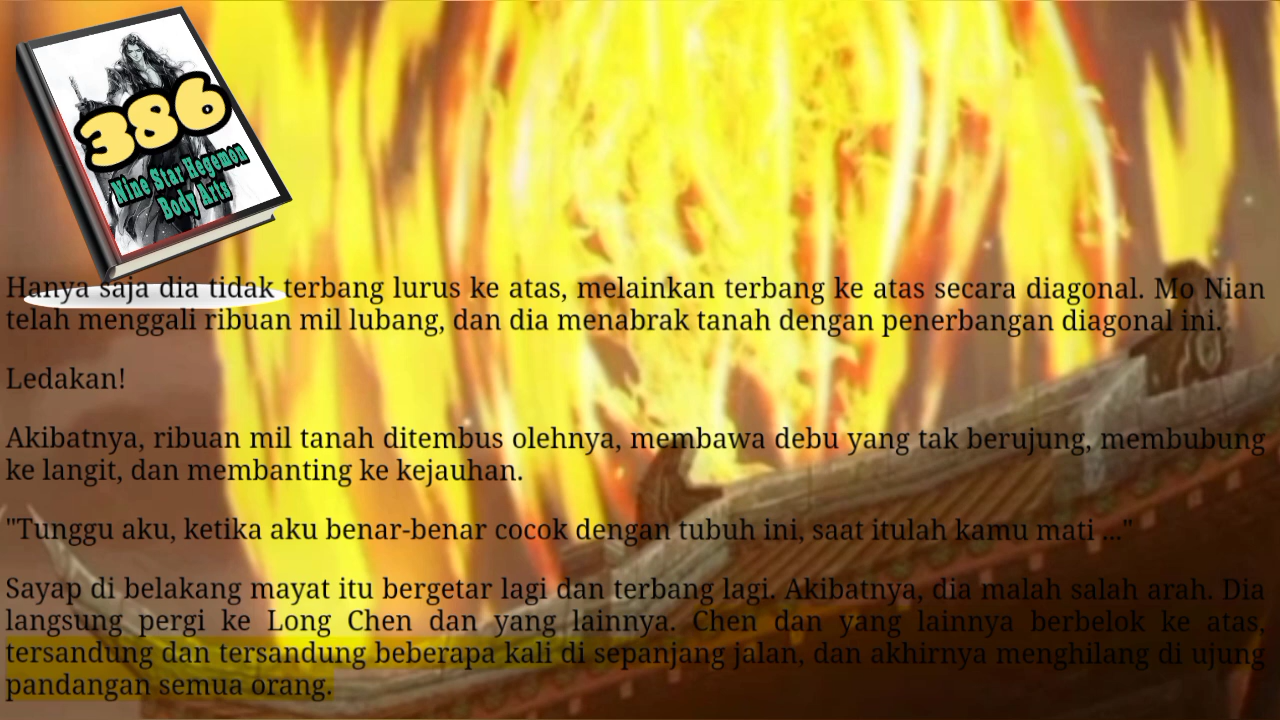 386
Nine Star Hegemon
Body Arts
Hanya saja dia tidak terbang lurus ke atas, melainkan terbang ke atas secara diagonal. Mo Nian
telah menggali ribuan mil lubang, dan dia menabrak tanah dengan penerbangan diagonal ini.
Ledakan!
Akibatnya, ribuan mil tanah ditembus olehnya, membawa debu yang tak berujung, membubung
ke langit, dan membanting ke kejauhan.
"Tunggu aku, ketika aku benar-benar cocok dengan tubuh ini, saat itulah kamu mati ..."
Sayap di belakang mayat itu bergetar lagi dan terbang lagi. Akibatnya, dia malah salah arah. Dia
langsung pergi ke Long Chen dan yang lainnya. Chen dan yang lainnya berbelok ke atas,
tersandung dan tersandung beberapa kali di sepanjang jalan, dan akhirnya menghilang di ujung
pandangan semua orang.